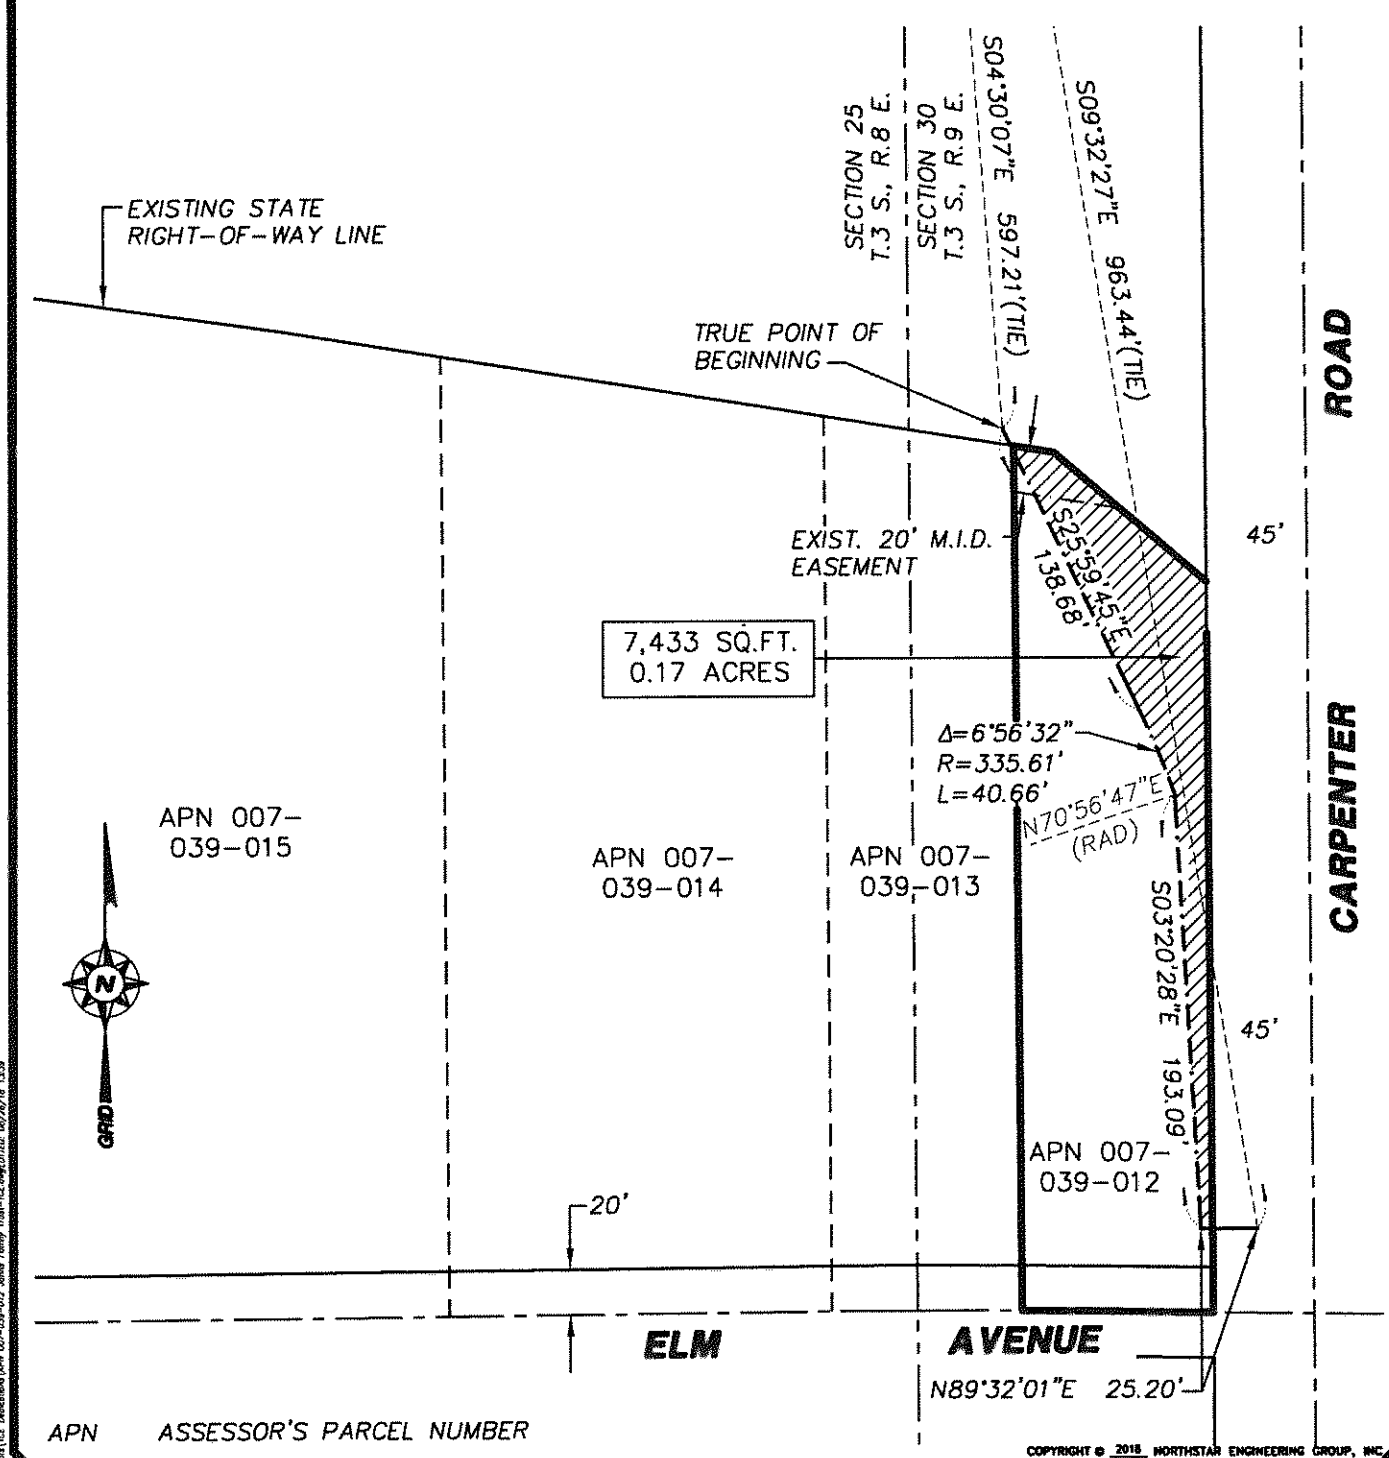 EXISTING STATE
RIGHT-OF-WAY LINE
SECTION 25
T.3 S., R.8 E.
SECTION 30
T.3 S., R.9 E.
S04°30'07"E 597.21'(TIE)
S09°32'27"E 963.44'(TIE)
TRUE POINT OF
BEGINNING
ROAD
CARPENTER
45'
EXIST. 20' M.I.D.
EASEMENT
S25°59'45"E
138.68'
7,433 SQ.FT.
0.17 ACRES
Δ=6°56'32"
R=335.61'
L=40.66'
N70°56'47"E
(RAD)
APN 007-
039-015
APN 007-
039-014
APN 007-
039-013
S03°20'28"E 193.09'
45'
N
GRID
APN 007-
039-012
20'
ELM AVENUE
N89°32'01"E 25.20'
APN ASSESSOR'S PARCEL NUMBER
COPYRIGHT © 2018 NORTHSTAR ENGINEERING GROUP, INC.